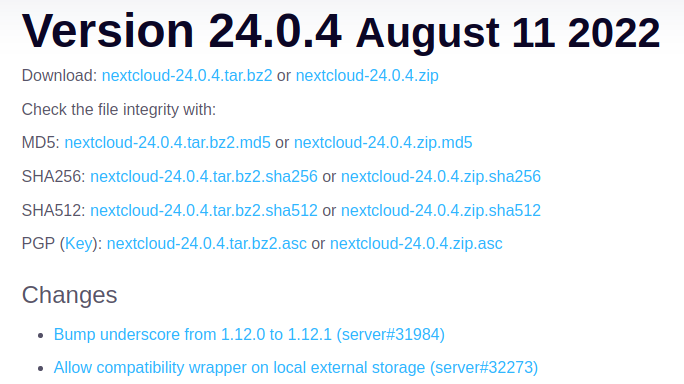 Version 24.0.4 August 11 2022
Download: nextcloud-24.0.4.tar.bz2 or nextcloud-24.0.4.zip
Check the file integrity with:
MD5: nextcloud-24.0.4.tar.bz2.md5 or nextcloud-24.0.4.zip.md5
SHA256: nextcloud-24.0.4.tar.bz2.sha256 or nextcloud-24.0.4.zip.sha256
SHA512: nextcloud-24.0.4.tar.bz2.sha512 or nextcloud-24.0.4.zip.sha512
PGP (Key): nextcloud-24.0.4.tar.bz2.asc or nextcloud-24.0.4.zip.asc
Changes
• Bump underscore from 1.12.0 to 1.12.1 (server#31984)
• Allow compatibility wrapper on local external storage (server#32273)